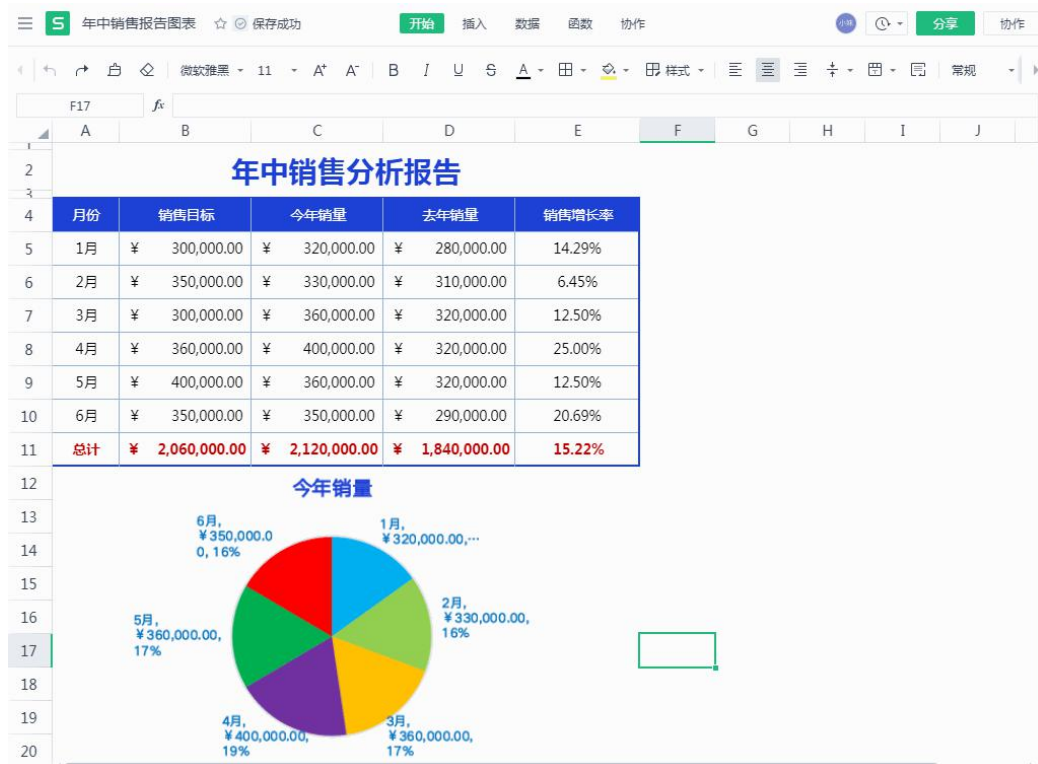 年中销售报告图表 保存成功 开始 插入 数据 函数 协作 小妹 分享 协作
微软雅黑 11 A⁺ A⁻ B I U S A 样式 常规
F17 fx
A B C D E F G H I J
2 年中销售分析报告
3
4 月份 销售目标 今年销量 去年销量 销售增长率
5 1月 ¥ 300,000.00 ¥ 320,000.00 ¥ 280,000.00 14.29%
6 2月 ¥ 350,000.00 ¥ 330,000.00 ¥ 310,000.00 6.45%
7 3月 ¥ 300,000.00 ¥ 360,000.00 ¥ 320,000.00 12.50%
8 4月 ¥ 360,000.00 ¥ 400,000.00 ¥ 320,000.00 25.00%
9 5月 ¥ 400,000.00 ¥ 360,000.00 ¥ 320,000.00 12.50%
10 6月 ¥ 350,000.00 ¥ 350,000.00 ¥ 290,000.00 20.69%
11 总计 ¥ 2,060,000.00 ¥ 2,120,000.00 ¥ 1,840,000.00 15.22%
12 今年销量
13
14
15
16
17
18
19
20
6月,
¥350,000.0
0, 16%
1月,
¥320,000.00,…
2月,
¥330,000.00,
16%
5月,
¥360,000.00,
17%
4月,
¥400,000.00,
19%
3月,
¥360,000.00,
17%